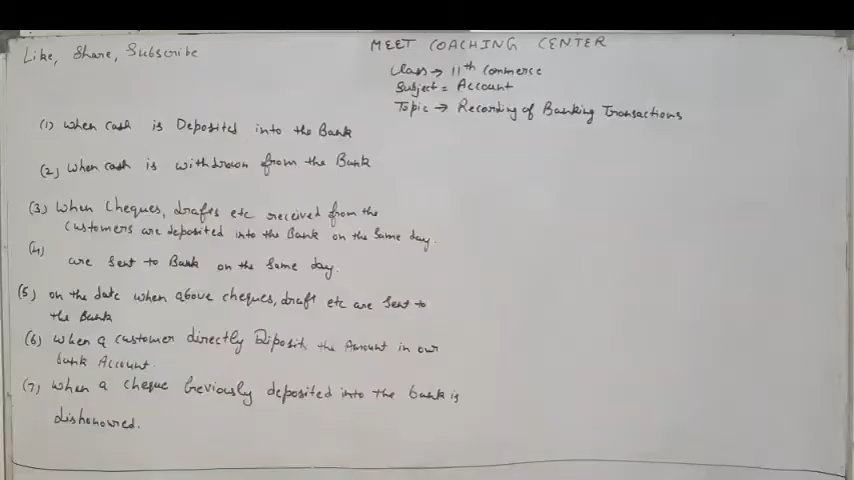 Like, Share, Subscribe
MEET COACHING CENTER
Class → 11th Commerce
Subject = Account
Topic → Recording of Banking Transactions
(1) when cash is Deposited into the Bank
(2) when cash is withdrawn from the Bank
(3) when Cheques, drafts etc received from the
Customers are deposited into the Bank on the Same day.
(4)
are sent to Bank on the Same day.
(5) on the date when above cheques, draft etc are sent to
the Bank
(6) when a customer directly Diposit the Amount in our
bank Account.
(7) when a cheque Previously deposited into the bank is
dishonoured.